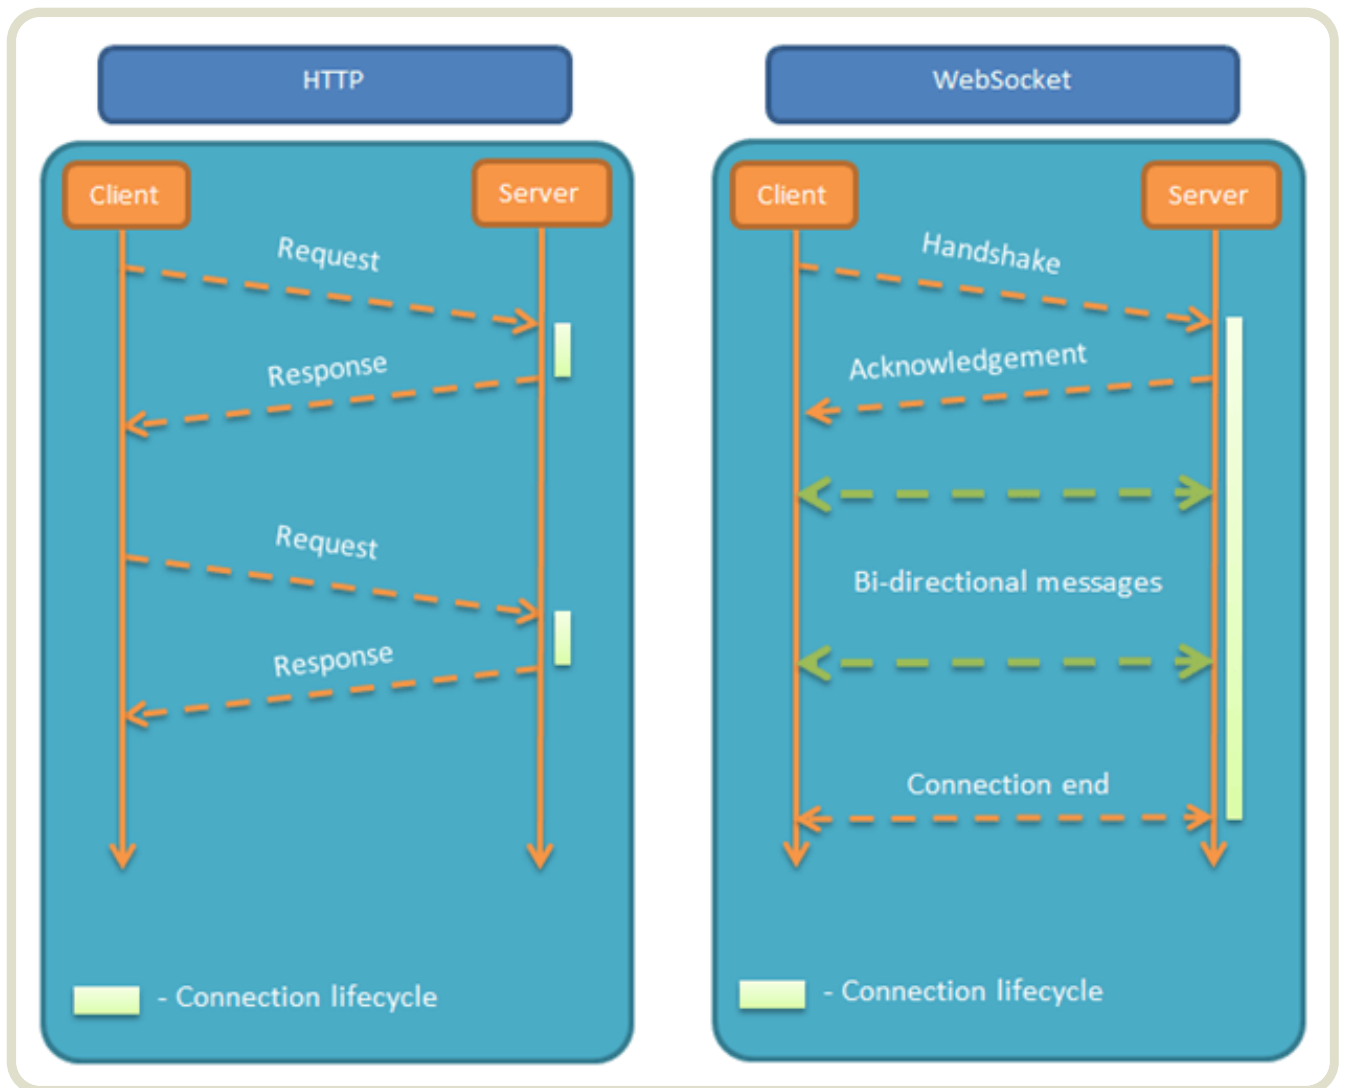 HTTP
Client
Server
Request
Response
Request
Response
- Connection lifecycle
WebSocket
Client
Server
Handshake
Acknowledgement
Bi-directional messages
Connection end
- Connection lifecycle